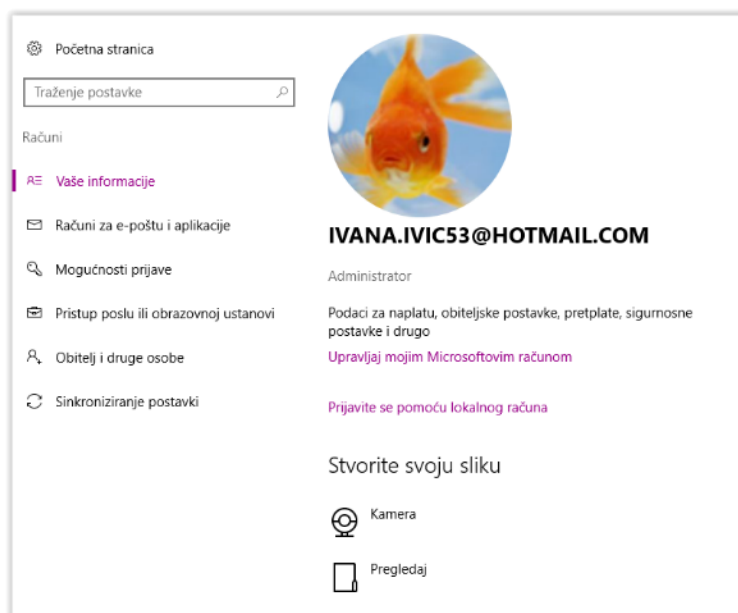 Početna stranica
Traženje postavke
Računi
Vaše informacije
Računi za e-poštu i aplikacije
Mogućnosti prijave
Pristup poslu ili obrazovnoj ustanovi
Obitelj i druge osobe
Sinkroniziranje postavki
IVANA.IVIC53@HOTMAIL.COM
Administrator
Podaci za naplatu, obiteljske postavke, pretplate, sigurnosne
postavke i drugo
Upravljaj mojim Microsoftovim računom
Prijavite se pomoću lokalnog računa
Stvorite svoju sliku
Kamera
Pregledaj